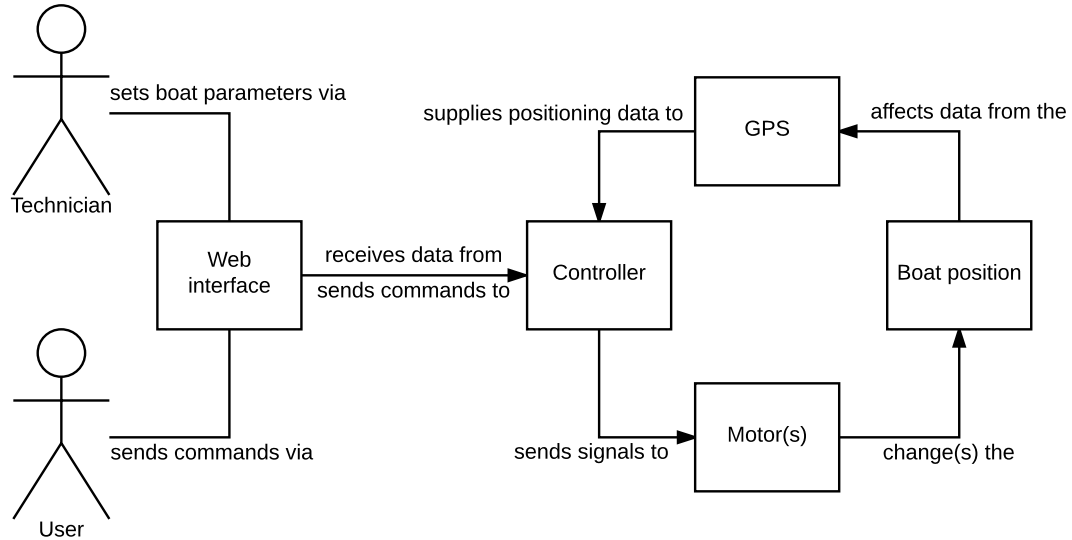 sets boat parameters via
Technician
supplies positioning data to
GPS
affects data from the
Web
interface
receives data from
sends commands to
Controller
Boat position
sends commands via
User
sends signals to
Motor(s)
change(s) the